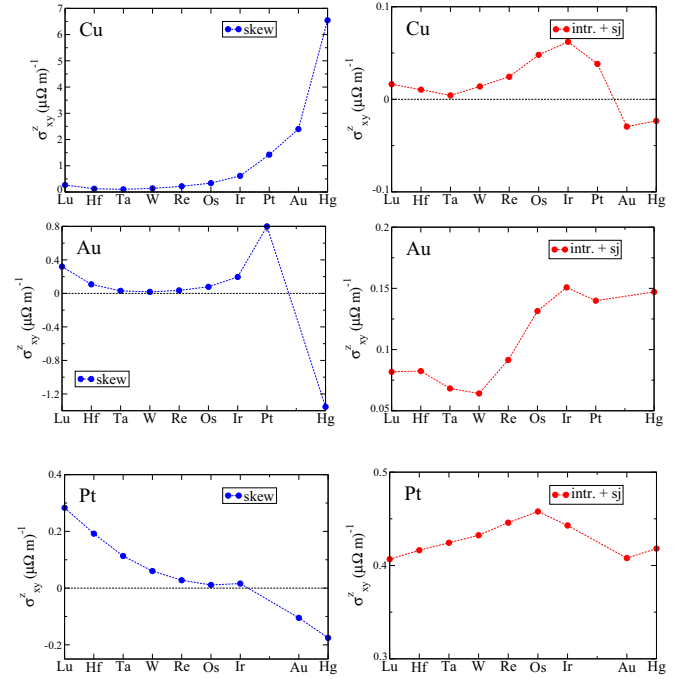 Cu
skew
σᶻxy (μΩ m)⁻¹
7
6
5
4
3
2
1
0
Lu Hf Ta W Re Os Ir Pt Au Hg
Cu
intr. + sj
σᶻxy (μΩ m)⁻¹
0.1
0
-0.1
Lu Hf Ta W Re Os Ir Pt Au Hg
Au
skew
σᶻxy (μΩ m)⁻¹
0.8
0.4
0
-0.4
-0.8
-1.2
Lu Hf Ta W Re Os Ir Pt Hg
Au
intr. + sj
σᶻxy (μΩ m)⁻¹
0.2
0.15
0.1
0.05
Lu Hf Ta W Re Os Ir Pt Hg
Pt
skew
σᶻxy (μΩ m)⁻¹
0.4
0.2
0
-0.2
Lu Hf Ta W Re Os Ir Au Hg
Pt
intr. + sj
σᶻxy (μΩ m)⁻¹
0.5
0.4
0.3
Lu Hf Ta W Re Os Ir Au Hg